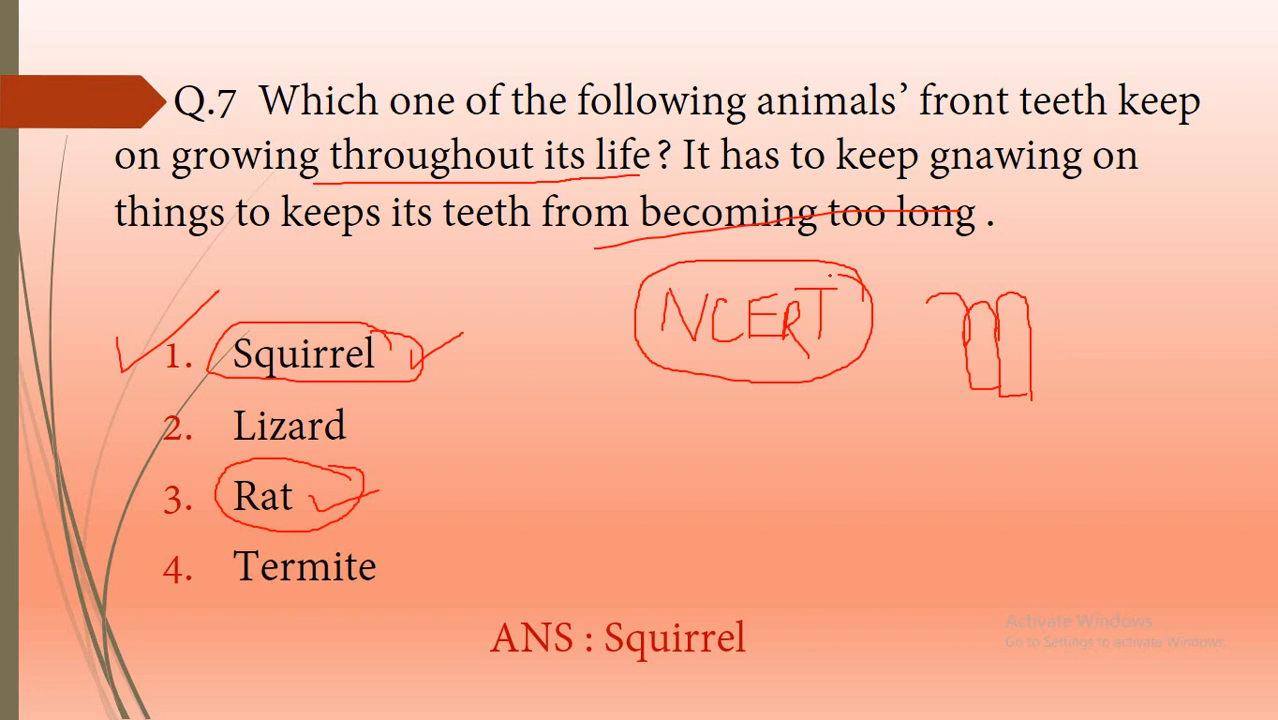 Q.7 Which one of the following animals’ front teeth keep
on growing throughout its life? It has to keep gnawing on
things to keeps its teeth from becoming too long .
NCERT
1. Squirrel
2. Lizard
3. Rat
4. Termite
ANS : Squirrel
Activate Windows
Go to Settings to activate Windows.